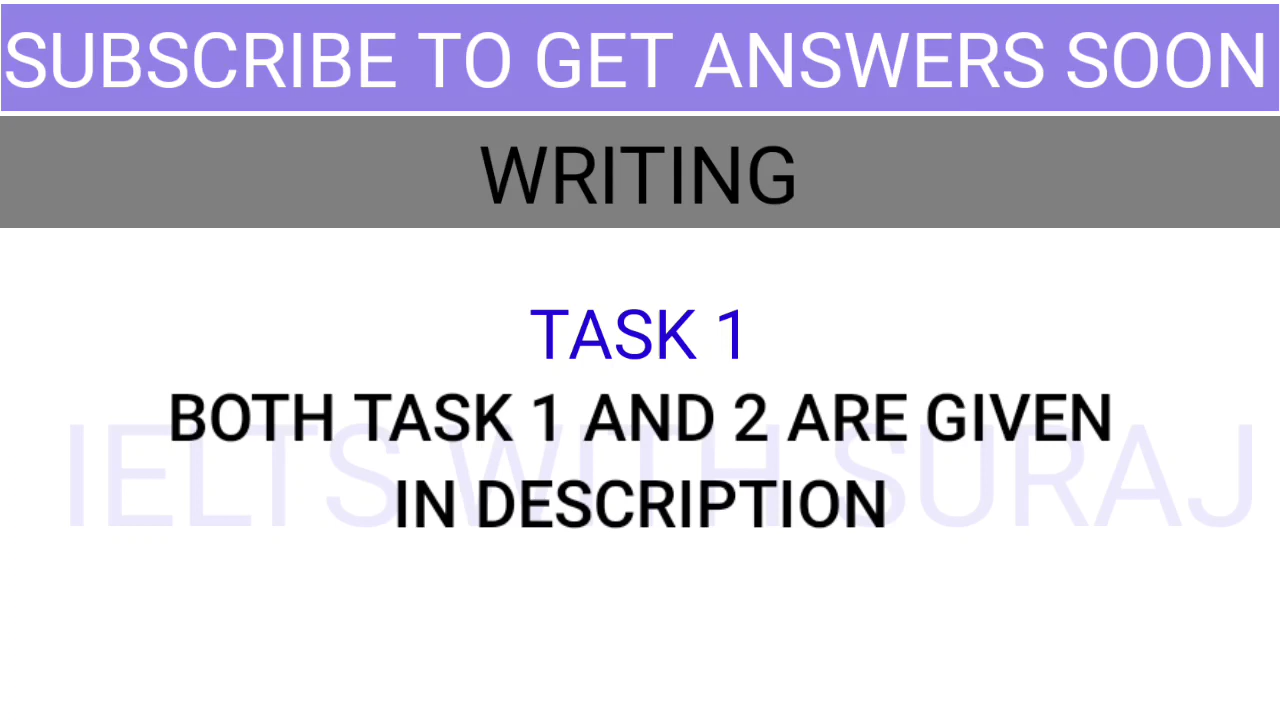 SUBSCRIBE TO GET ANSWERS SOON
WRITING
TASK 1
BOTH TASK 1 AND 2 ARE GIVEN
IELTS WITH SURAJ
IN DESCRIPTION